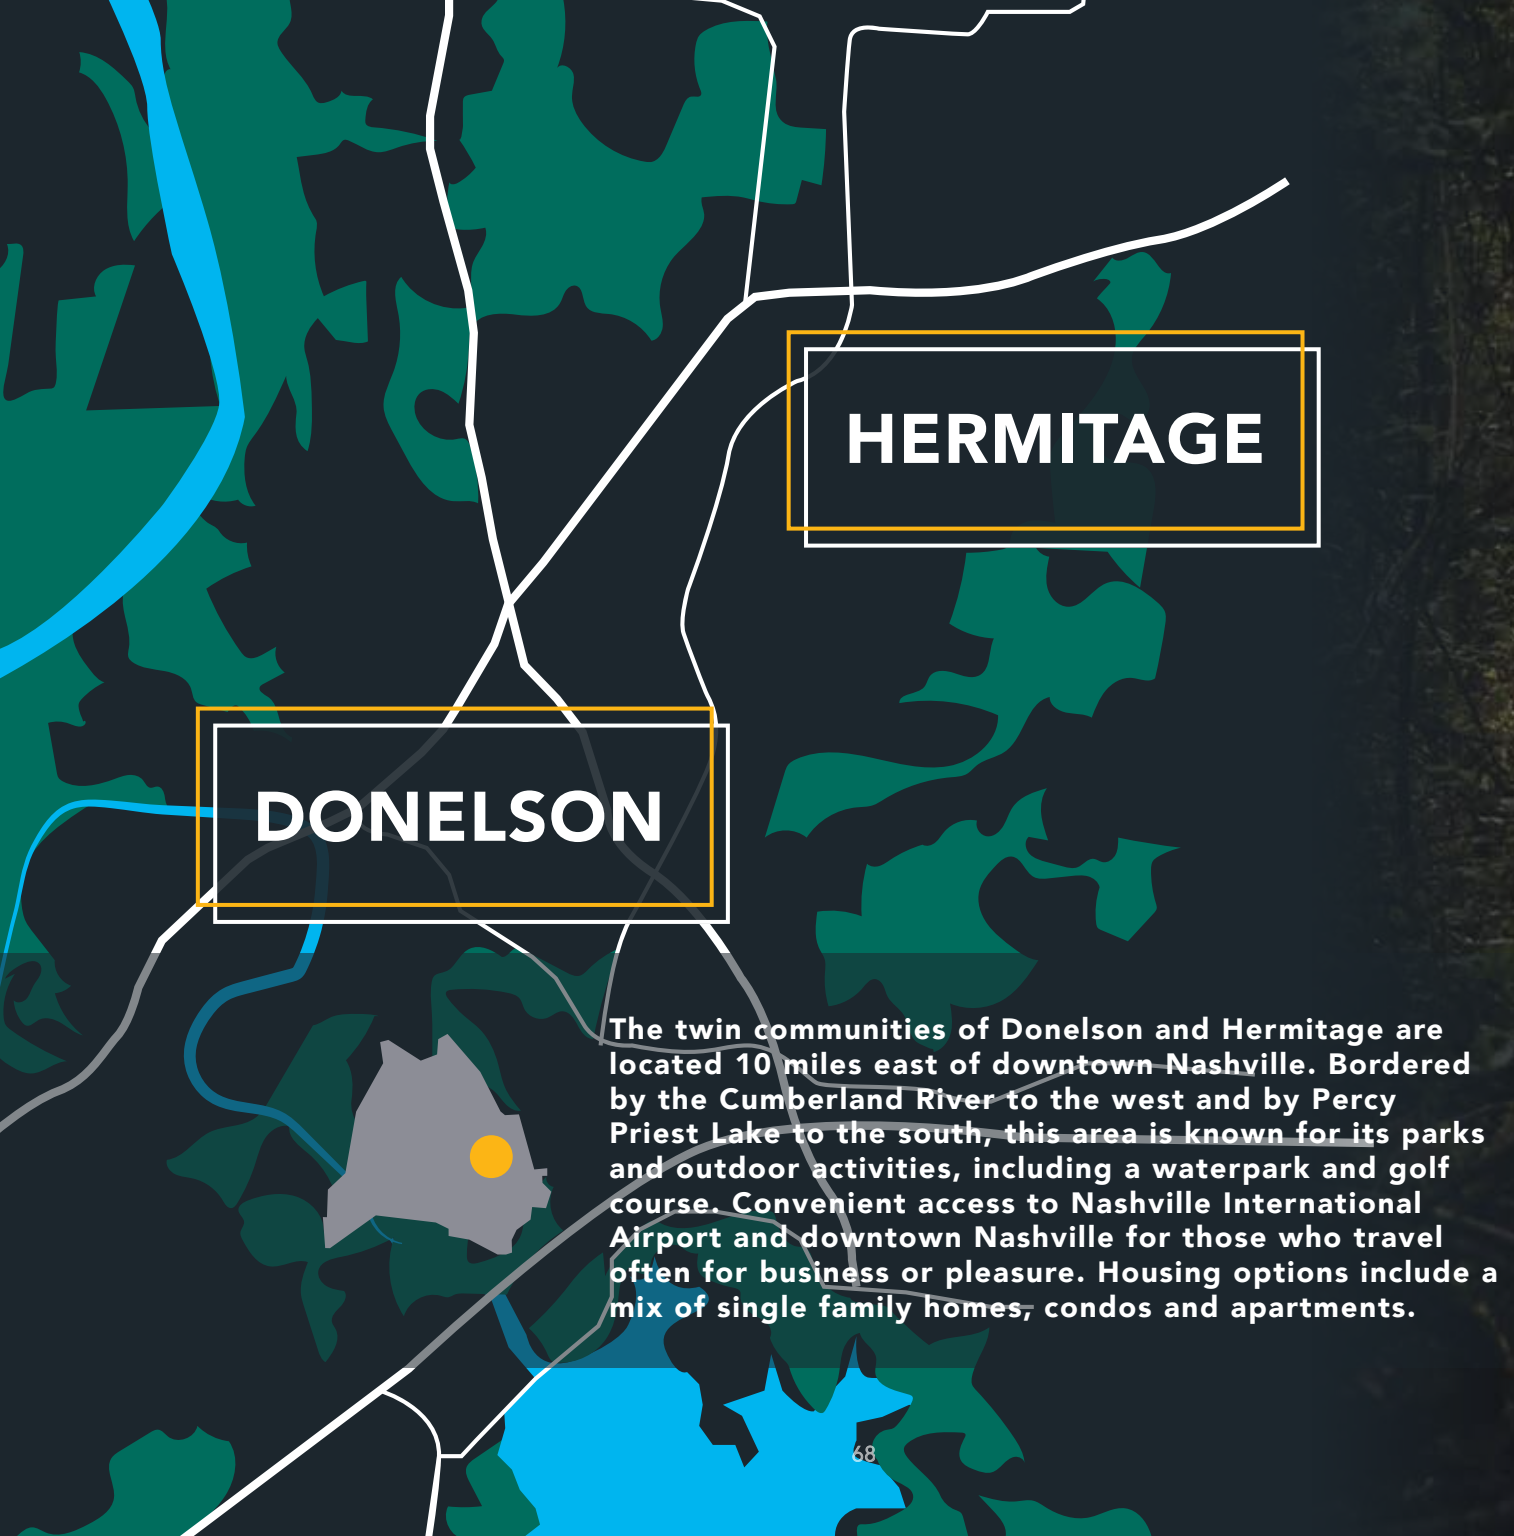 HERMITAGE
DONELSON
The twin communities of Donelson and Hermitage are
located 10 miles east of downtown Nashville. Bordered
by the Cumberland River to the west and by Percy
Priest Lake to the south, this area is known for its parks
and outdoor activities, including a waterpark and golf
course. Convenient access to Nashville International
Airport and downtown Nashville for those who travel
often for business or pleasure. Housing options include a
mix of single family homes, condos and apartments.
68